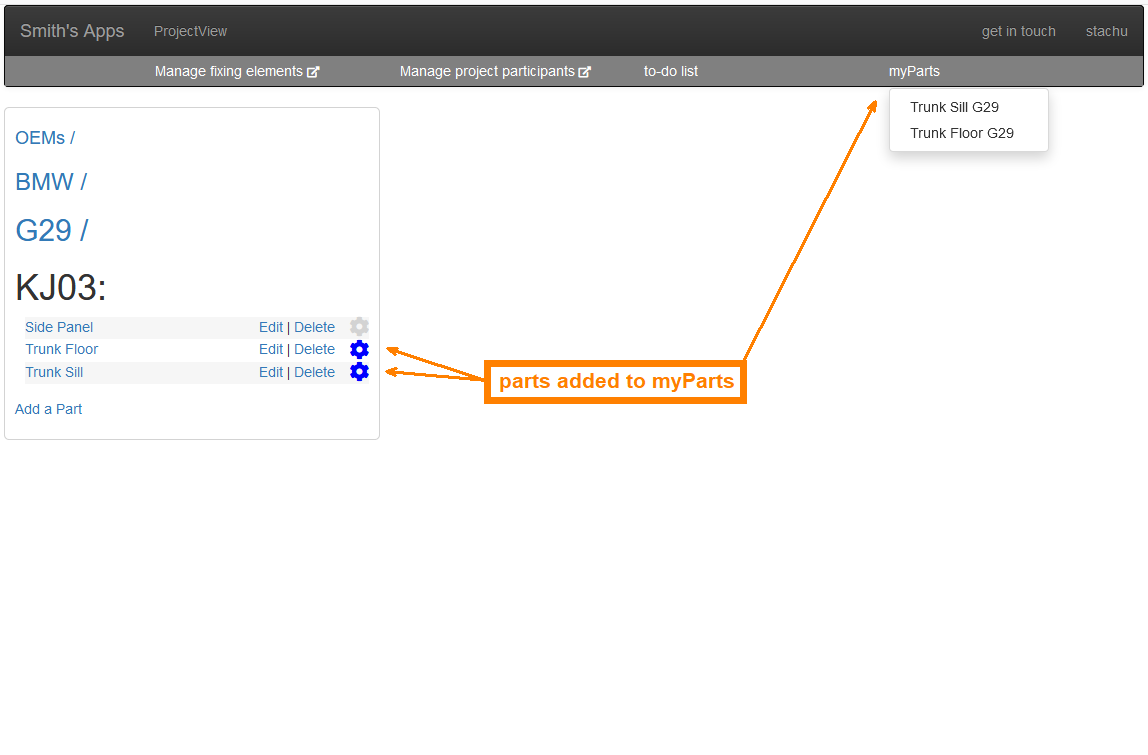 Smith's Apps ProjectView get in touch stachu
Manage fixing elements Manage project participants to-do list myParts
Trunk Sill G29
Trunk Floor G29
OEMs /
BMW /
G29 /
KJ03:
Side Panel Edit | Delete
Trunk Floor Edit | Delete
Trunk Sill Edit | Delete
parts added to myParts
Add a Part